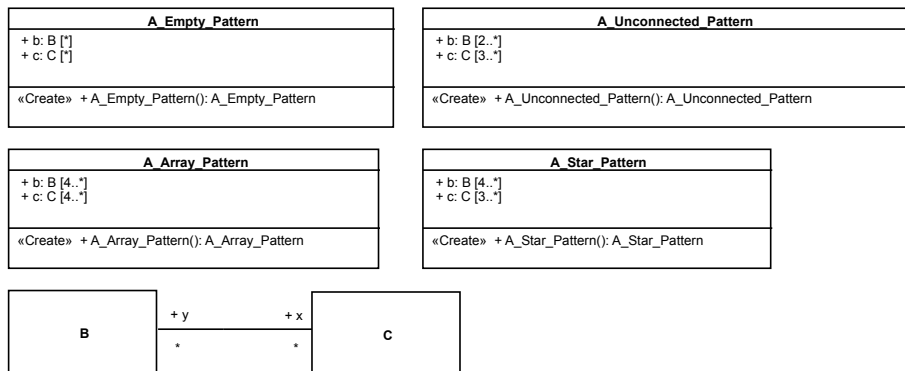 A_Empty_Pattern
+ b: B [*]
+ c: C [*]
«Create» + A_Empty_Pattern(): A_Empty_Pattern
A_Unconnected_Pattern
+ b: B [2..*]
+ c: C [3..*]
«Create» + A_Unconnected_Pattern(): A_Unconnected_Pattern
A_Array_Pattern
+ b: B [4..*]
+ c: C [4..*]
«Create» + A_Array_Pattern(): A_Array_Pattern
A_Star_Pattern
+ b: B [4..*]
+ c: C [3..*]
«Create» + A_Star_Pattern(): A_Star_Pattern
B
+ y
+ x
*
*
C